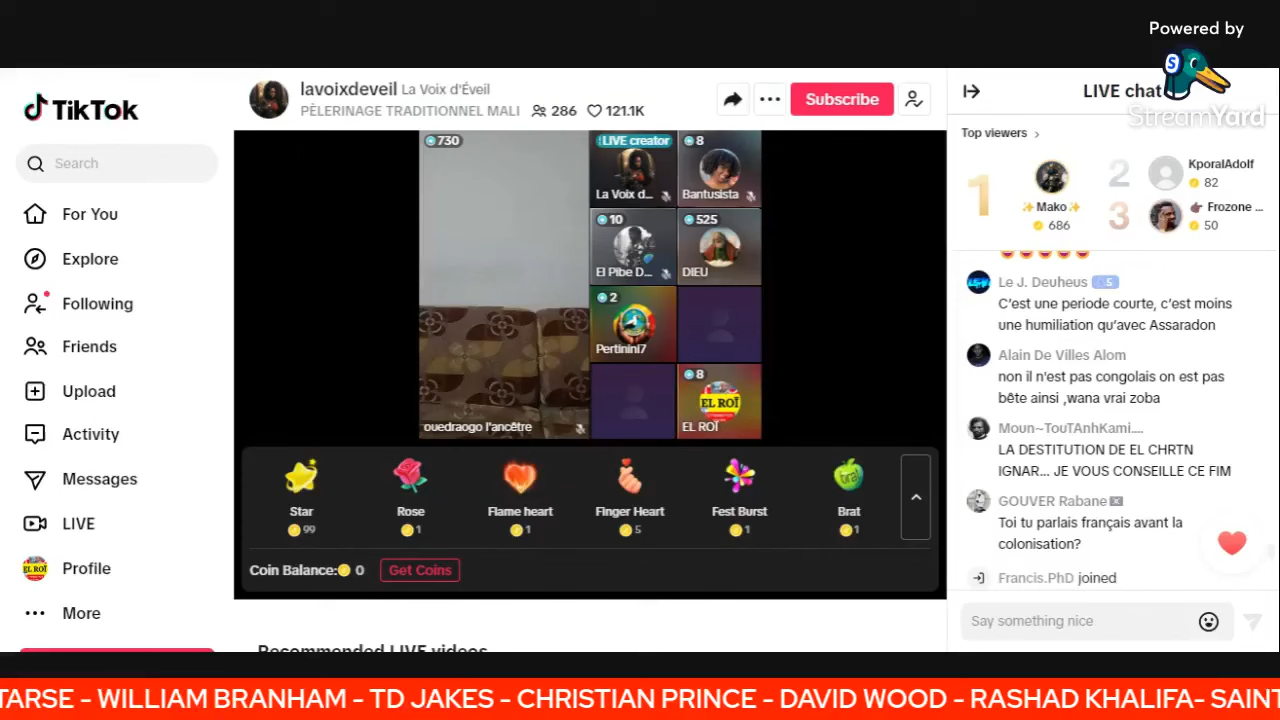 Powered by
StreamYard
TikTok
Search
For You
Explore
Following
Friends
Upload
Activity
Messages
LIVE
Profile
More
lavoixdeveil La Voix d'Éveil
PÈLERINAGE TRADITIONNEL MALI 286 121.1K
Subscribe
730
LIVE creator
La Voix d...
8
Bantusista
10
El Pibe D...
525
DIEU
2
Pertinini7
8
EL ROÏ
EL ROÏ
ouedraogo l'ancêtre
Star
99
Rose
1
Flame heart
1
Finger Heart
5
Fest Burst
1
Brat
1
Coin Balance: 0 Get Coins
Recommended LIVE videos
LIVE chat
Top viewers
1
✨Mako✨
686
2
KporalAdolf
82
3
Frozone ...
50
Le J. Deuheus 5
C'est une periode courte, c'est moins
une humiliation qu'avec Assaradon
Alain De Villes Alom
non il n'est pas congolais on est pas
bête ainsi ,wana vrai zoba
Moun~TouTAnhKami....
LA DESTITUTION DE EL CHRTN
IGNAR... JE VOUS CONSEILLE CE FIM
GOUVER Rabane
Toi tu parlais français avant la
colonisation?
Francis.PhD joined
Say something nice
TARSE - WILLIAM BRANHAM - TD JAKES - CHRISTIAN PRINCE - DAVID WOOD - RASHAD KHALIFA- SAINT